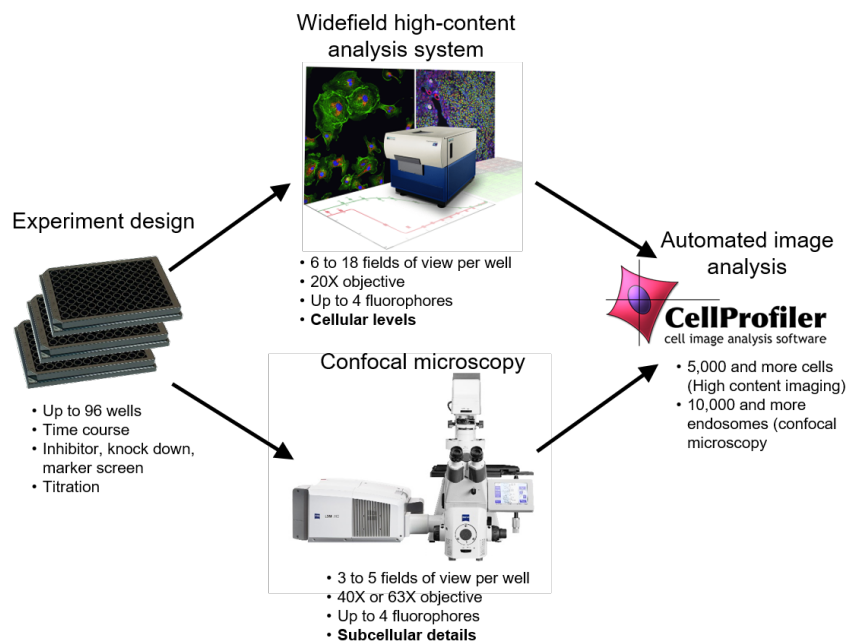 Widefield high-content
analysis system
• 6 to 18 fields of view per well
• 20X objective
• Up to 4 fluorophores
• Cellular levels
Experiment design
• Up to 96 wells
• Time course
• Inhibitor, knock down,
marker screen
• Titration
Confocal microscopy
• 3 to 5 fields of view per well
• 40X or 63X objective
• Up to 4 fluorophores
• Subcellular details
Automated image
analysis
CellProfiler
cell image analysis software
• 5,000 and more cells
(High content imaging)
• 10,000 and more
endosomes (confocal
microscopy